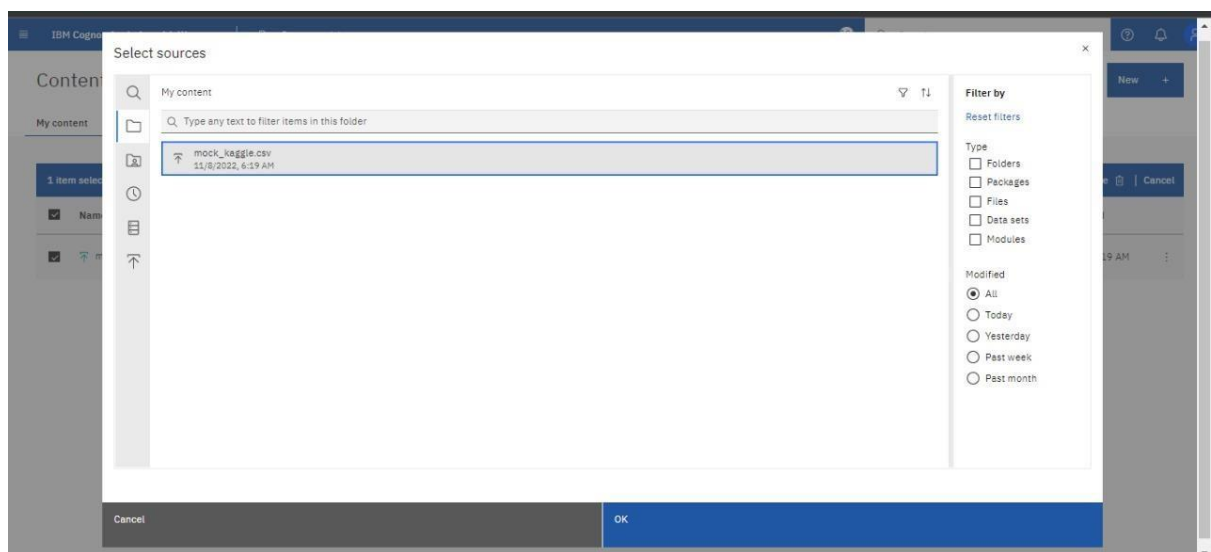 IBM Cogno
Select sources
×
Content
New +
My content
My content
Filter by
Type any text to filter items in this folder
Reset filters
mock_kaggle.csv
11/8/2022, 6:19 AM
Type
Folders
Packages
Files
Data sets
Modules
1 item selec
Cancel
Nam
19 AM
Modified
All
Today
Yesterday
Past week
Past month
Cancel
OK